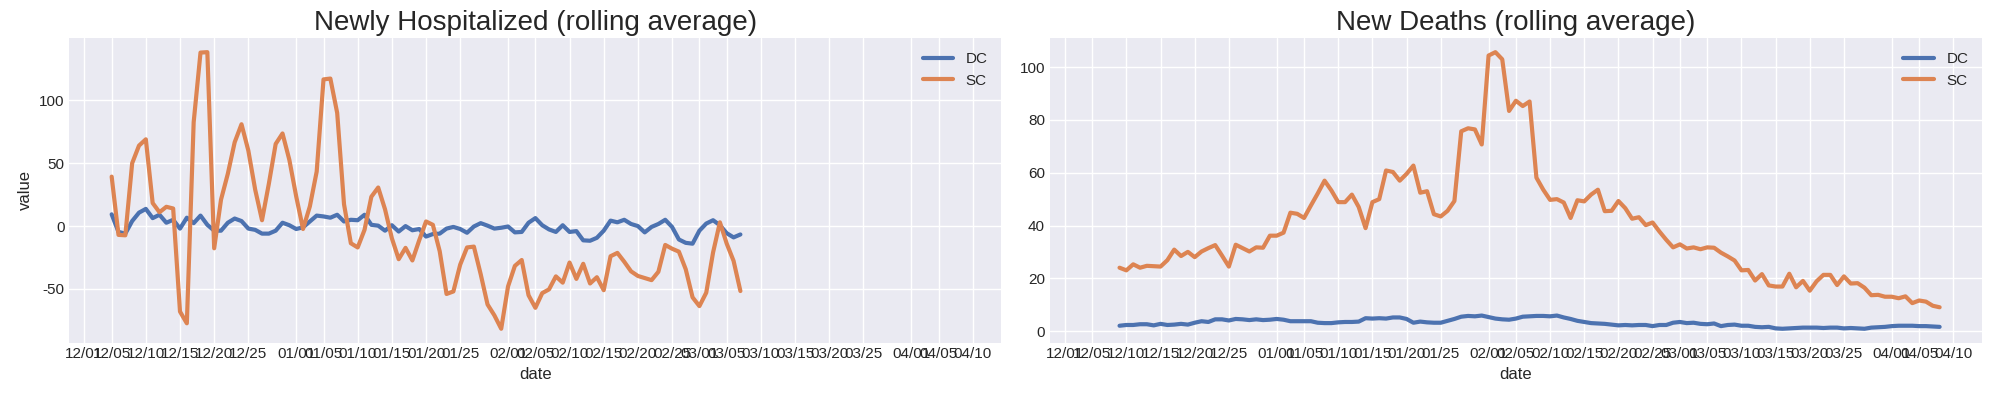 Newly Hospitalized (rolling average)
DC
SC
100
50
0
-50
value
12/01 12/05 12/10 12/15 12/20 12/25 01/01 01/05 01/10 01/15 01/20 01/25 02/01 02/05 02/10 02/15 02/20 02/25 03/01 03/05 03/10 03/15 03/20 03/25 04/01 04/05 04/10
date
New Deaths (rolling average)
DC
SC
100
80
60
40
20
0
12/01 12/05 12/10 12/15 12/20 12/25 01/01 01/05 01/10 01/15 01/20 01/25 02/01 02/05 02/10 02/15 02/20 02/25 03/01 03/05 03/10 03/15 03/20 03/25 04/01 04/05 04/10
date